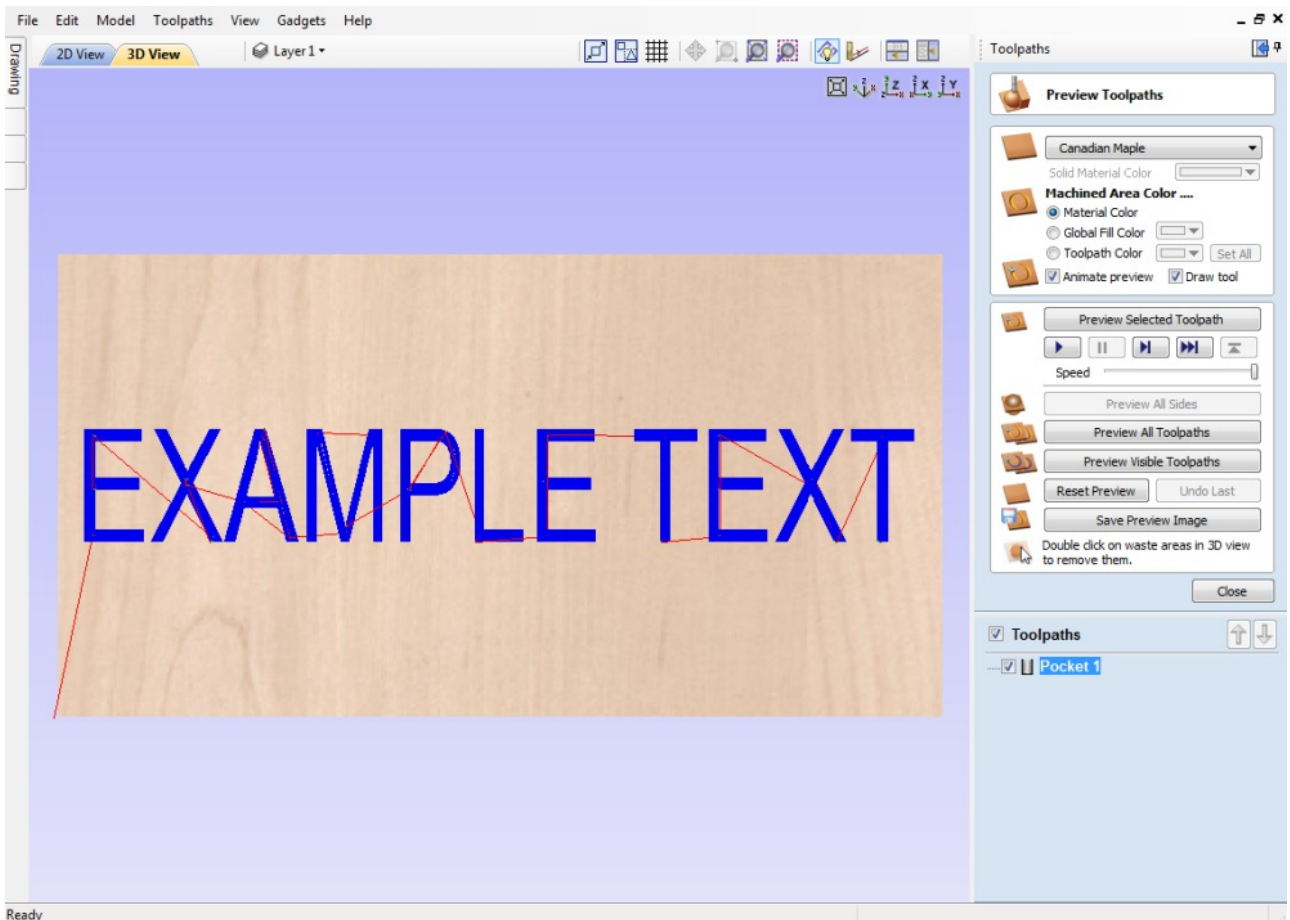 File Edit Model Toolpaths View Gadgets Help
Drawing
2D View 3D View Layer 1
Toolpaths
Z X Y
Preview Toolpaths
Canadian Maple
Solid Material Color
Machined Area Color ....
Material Color
Global Fill Color
Toolpath Color Set All
Animate preview Draw tool
Preview Selected Toolpath
Speed
Preview All Sides
Preview All Toolpaths
Preview Visible Toolpaths
Reset Preview Undo Last
Save Preview Image
Double click on waste areas in 3D view
to remove them.
Close
EXAMPLE TEXT
Toolpaths
Pocket 1
Ready